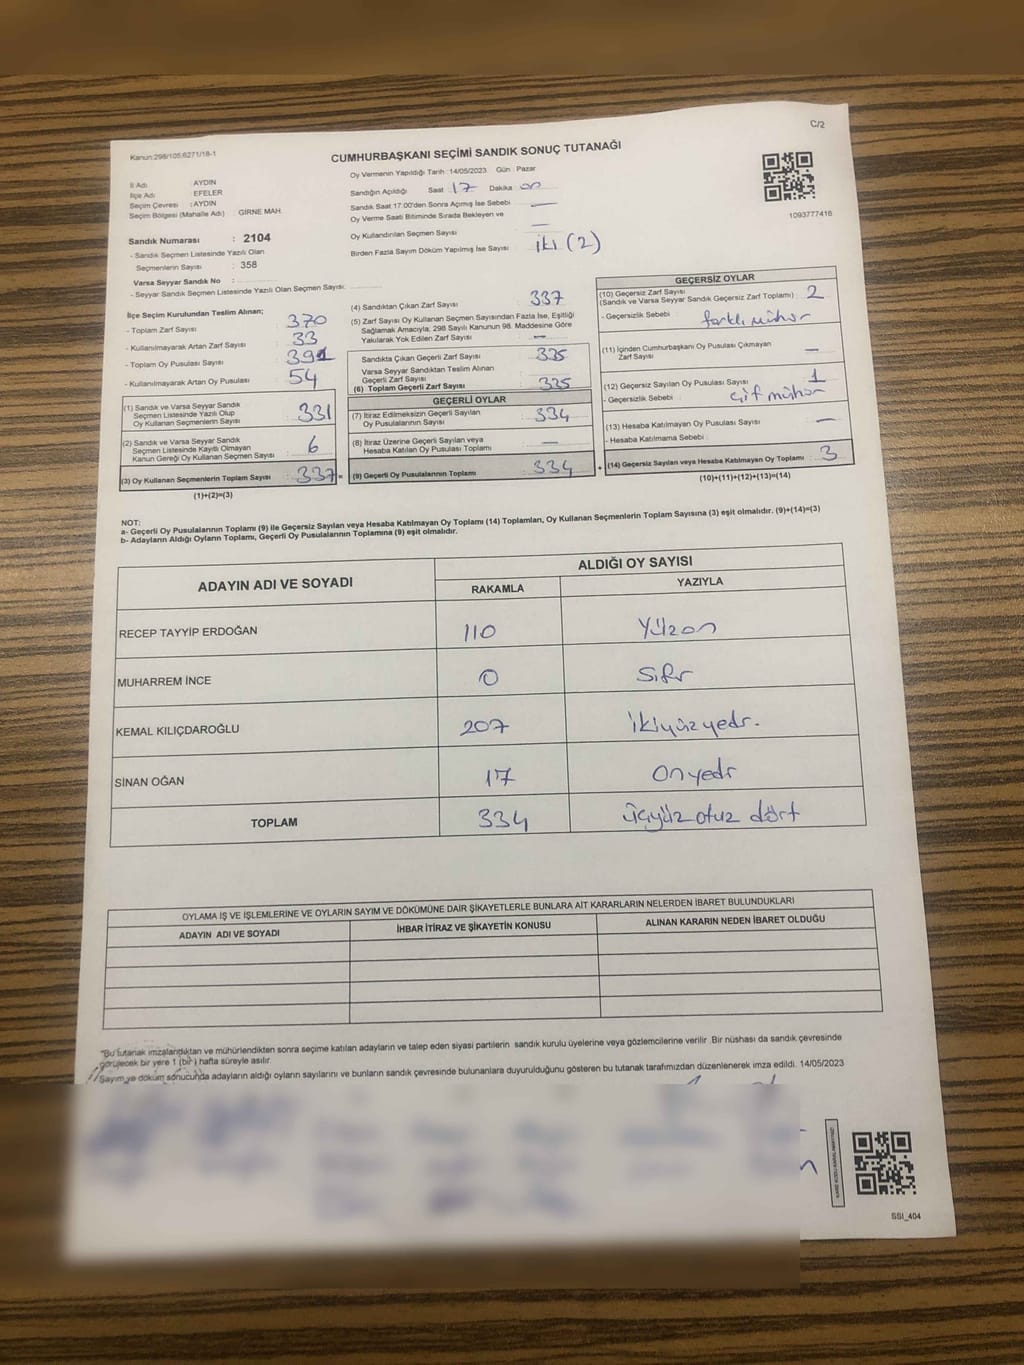 C/2
Kanun:298/105;6271/18-1
CUMHURBAŞKANI SEÇİMİ SANDIK SONUÇ TUTANAĞI
İl Adı : AYDIN
İlçe Adı : EFELER
Seçim Çevresi : AYDIN
Seçim Bölgesi (Mahalle Adı) GİRNE MAH.
Sandık Numarası : 2104
- Sandık Seçmen Listesinde Yazılı Olan
Seçmenlerin Sayısı : 358
Varsa Seyyar Sandık No :
- Seyyar Sandık Seçmen Listesinde Yazılı Olan Seçmen Sayısı:
Oy Vermenin Yapıldığı Tarih :14/05/2023 Gün : Pazar
Sandığın Açıldığı Saat 17 Dakika 00
Sandık Saat 17:00'den Sonra Açımış İse Sebebi —
Oy Verme Saati Bitiminde Sırada Bekleyen ve
Oy Kullandırılan Seçmen Sayısı —
Birden Fazla Sayım Döküm Yapılmış İse Sayısı iki (2)
1093777416
İlçe Seçim Kurulundan Teslim Alınan;
- Toplam Zarf Sayısı 370
- Kullanılmayarak Artan Zarf Sayısı 33
- Toplam Oy Pusulası Sayısı 391
- Kullanılmayarak Artan Oy Pusulası 54
(1) Sandık ve Varsa Seyyar Sandık
Seçmen Listesinde Yazılı Olup
Oy Kullanan Seçmen Sayısı 331
(2) Sandık ve Varsa Seyyar Sandık
Seçmen Listesinde Kayıtlı Olmayan
Kanun Gereği Oy Kullanan Seçmen Sayısı 6
(3) Oy Kullanan Seçmenlerin Toplam Sayısı 337 =
(1)+(2)=(3)
(4) Sandıktan Çıkan Zarf Sayısı 337
(5) Zarf Sayısı Oy Kullanan Seçmen Sayısından Fazla İse, Eşitliği
Sağlamak Amacıyla; 298 Sayılı Kanunun 98. Maddesine Göre
Yakılarak Yok Edilen Zarf Sayısı —
Sandıkta Çıkan Geçerli Zarf Sayısı 335
Varsa Seyyar Sandıktan Teslim Alınan
Geçerli Zarf Sayısı
(6) Toplam Geçerli Zarf Sayısı 335
GEÇERLİ OYLAR
(7) İtiraz Edilmeksizin Geçerli Sayılan
Oy Pusulasının Sayısı 334
(8) İtiraz Üzerine Geçerli Sayılan veya
Hesaba Katılan Oy Pusulası Toplamı —
(9) Geçerli Oy Pusulalarının Toplamı 334 +
GEÇERSİZ OYLAR
(10) Geçersiz Zarf Sayısı
(Sandık ve Varsa Seyyar Sandık Geçersiz Zarf Toplamı) 2
- Geçersizlik Sebebi : farklı mühür
(11) İçinden Cumhurbaşkanı Oy Pusulası Çıkmayan
Zarf Sayısı —
(12) Geçersiz Sayılan Oy Pusulası Sayısı 1
- Geçersizlik Sebebi : çift mühür
(13) Hesaba Katılmayan Oy Pusulası Sayısı —
- Hesaba Katılmama Sebebi :
(14) Geçersiz Sayılan veya Hesaba Katılmayan Oy Toplamı : 3
(10)+(11)+(12)+(13)=(14)
NOT:
a- Geçerli Oy Pusulalarının Toplamı (9) ile Geçersiz Sayılan veya Hesaba Katılmayan Oy Toplamı (14) Toplamları, Oy Kullanan Seçmenlerin Toplam Sayısına (3) eşit olmalıdır. (9)+(14)=(3)
b- Adayların Aldığı Oyların Toplamı, Geçerli Oy Pusulalarının Toplamına (9) eşit olmalıdır.
ADAYIN ADI VE SOYADI
ALDIĞI OY SAYISI
RAKAMLA YAZIYLA
RECEP TAYYİP ERDOĞAN 110 Yüzon
MUHARREM İNCE 0 Sıfır
KEMAL KILIÇDAROĞLU 207 ikiyüzyedi.
SİNAN OĞAN 17 Onyedi
TOPLAM 334 üçyüz otuz dört
OYLAMA İŞ VE İŞLEMLERİNE VE OYLARIN SAYIM VE DÖKÜMÜNE DAİR ŞİKAYETLERLE BUNLARA AİT KARARLARIN NELERDEN İBARET BULUNDUKLARI
ADAYIN ADI VE SOYADI İHBAR İTİRAZ VE ŞİKAYETİN KONUSU ALINAN KARARIN NEDEN İBARET OLDUĞU
"Bu tutanak imzalandıktan ve mühürlendikten sonra seçime katılan adayların ve talep eden siyasi partilerin sandık kurulu üyelerine veya gözlemcilerine verilir. Bir nüshası da sandık çevresinde
görülecek bir yere 1 (bir) hafta süreyle asılır.
Sayım ve döküm sonucunda adayların aldığı oyların sayılarını ve bunların sandık çevresinde bulunanlara duyurulduğunu gösteren bu tutanak tarafımızdan düzenlenerek imza edildi. 14/05/2023
SSI_404